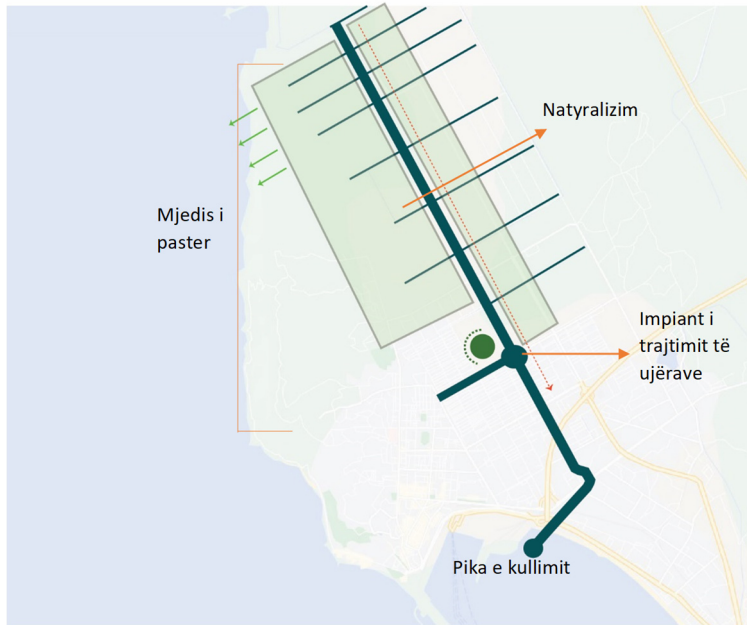 Natyralizim
Mjedis i
paster
Impiant i
trajtimit të
ujërave
Pika e kullimit